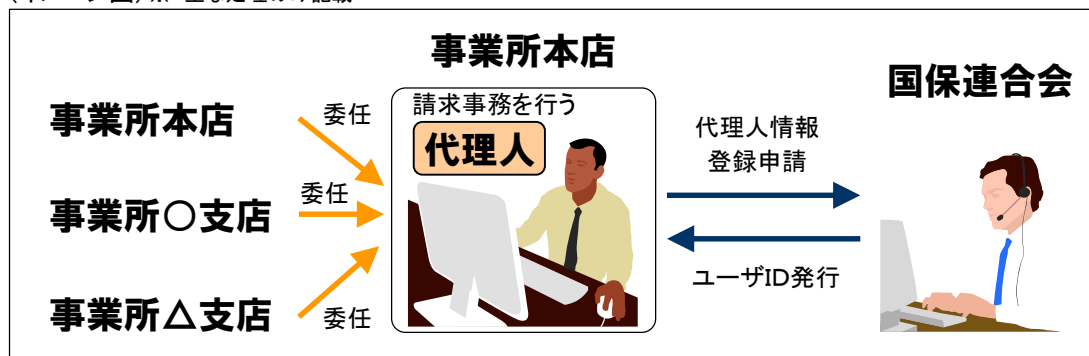 事業所本店
事業所本店
委任
事業所〇支店
委任
事業所△支店
委任
請求事務を行う
代理人
代理人情報
登録申請
ユーザID発行
国保連合会